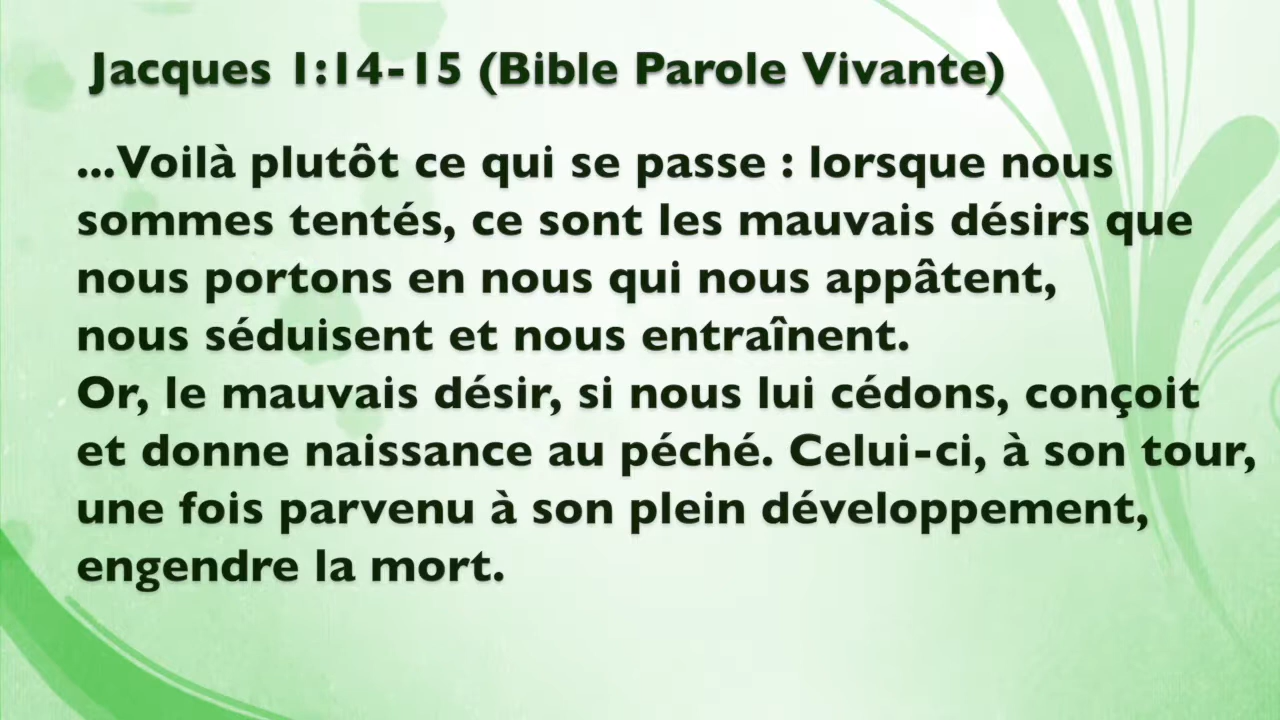 Jacques 1:14-15 (Bible Parole Vivante)
...Voilà plutôt ce qui se passe : lorsque nous
sommes tentés, ce sont les mauvais désirs que
nous portons en nous qui nous appâtent,
nous séduisent et nous entraînent.
Or, le mauvais désir, si nous lui cédons, conçoit
et donne naissance au péché. Celui-ci, à son tour,
une fois parvenu à son plein développement,
engendre la mort.